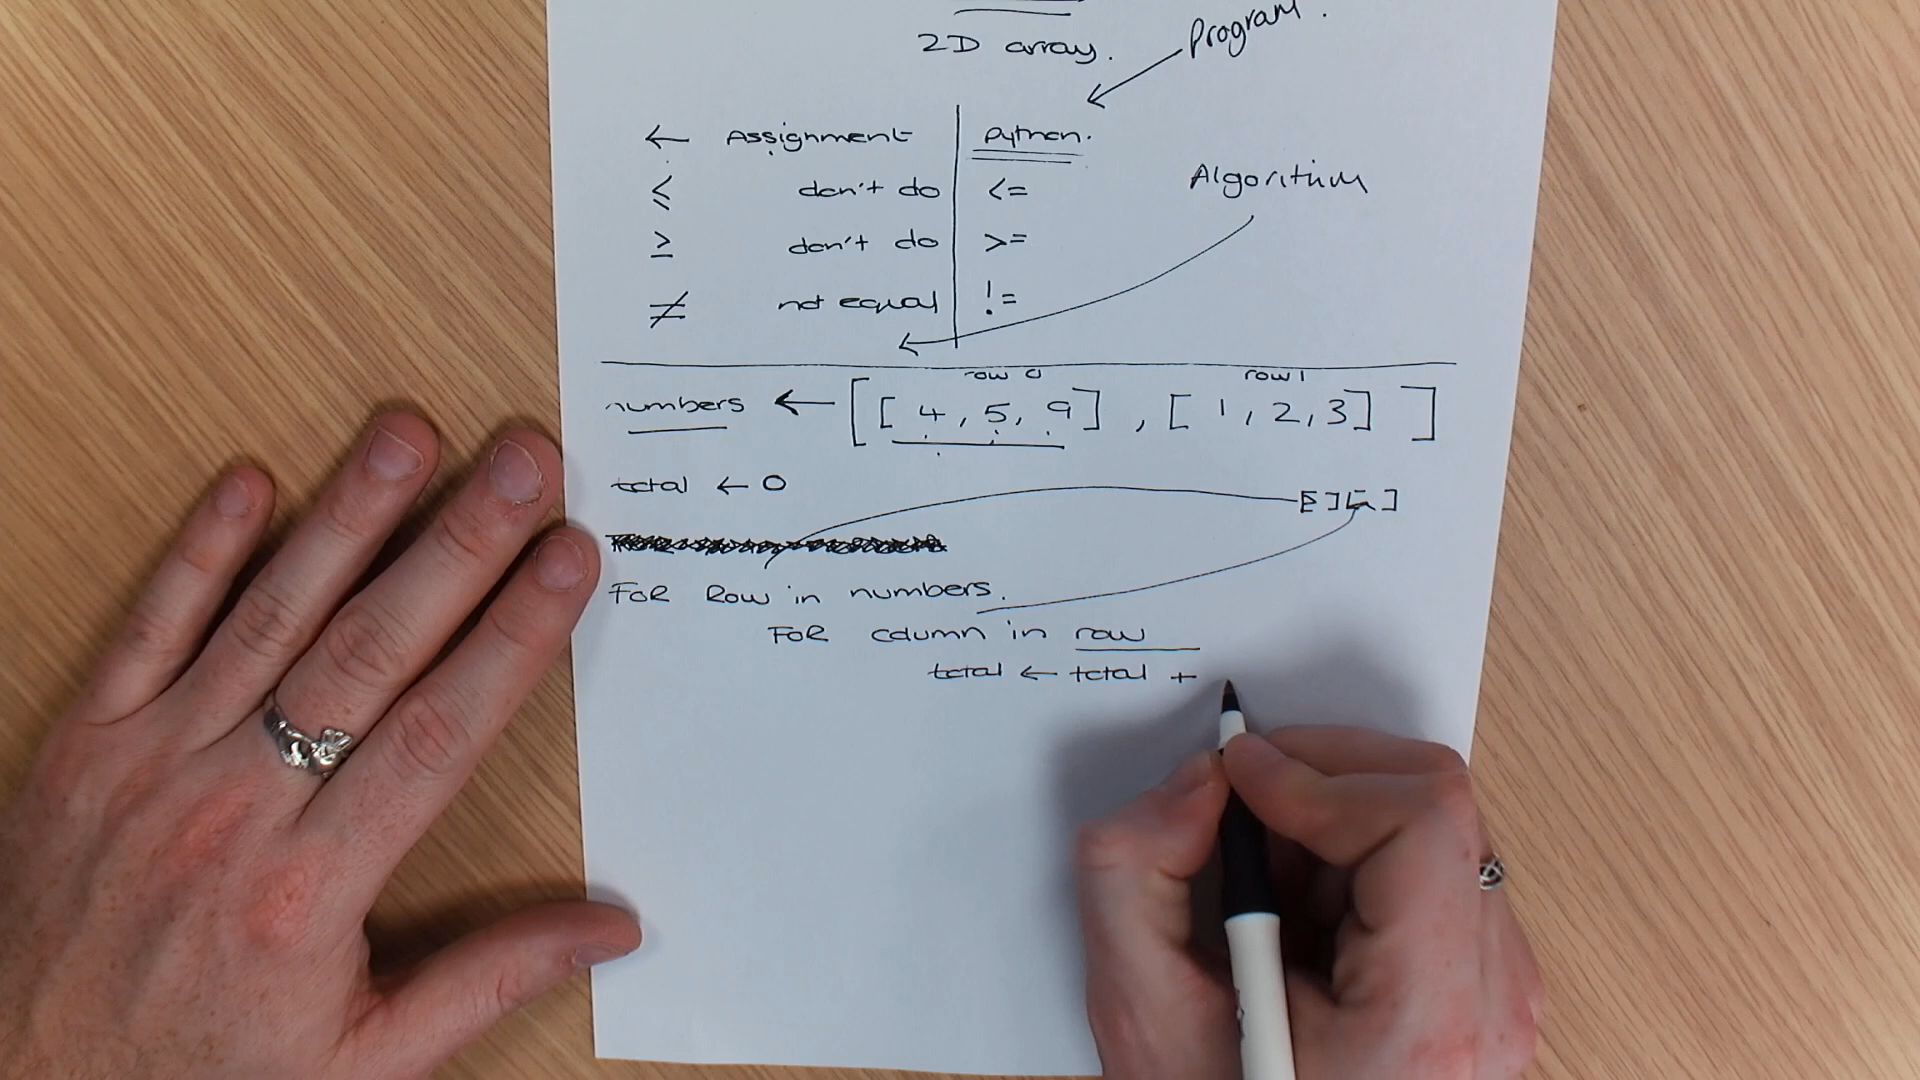 2D array.
Program.
← Assignment Python.
≤ don't do <=
≥ don't do >=
≠ not equal !=
Algorithm
row 0 row 1
numbers ← [ [ 4 , 5 , 9 ] , [ 1 , 2 , 3 ] ]
total ← 0
[ ] [ ]
FOR Row in numbers.
FOR column in row
total ← total +